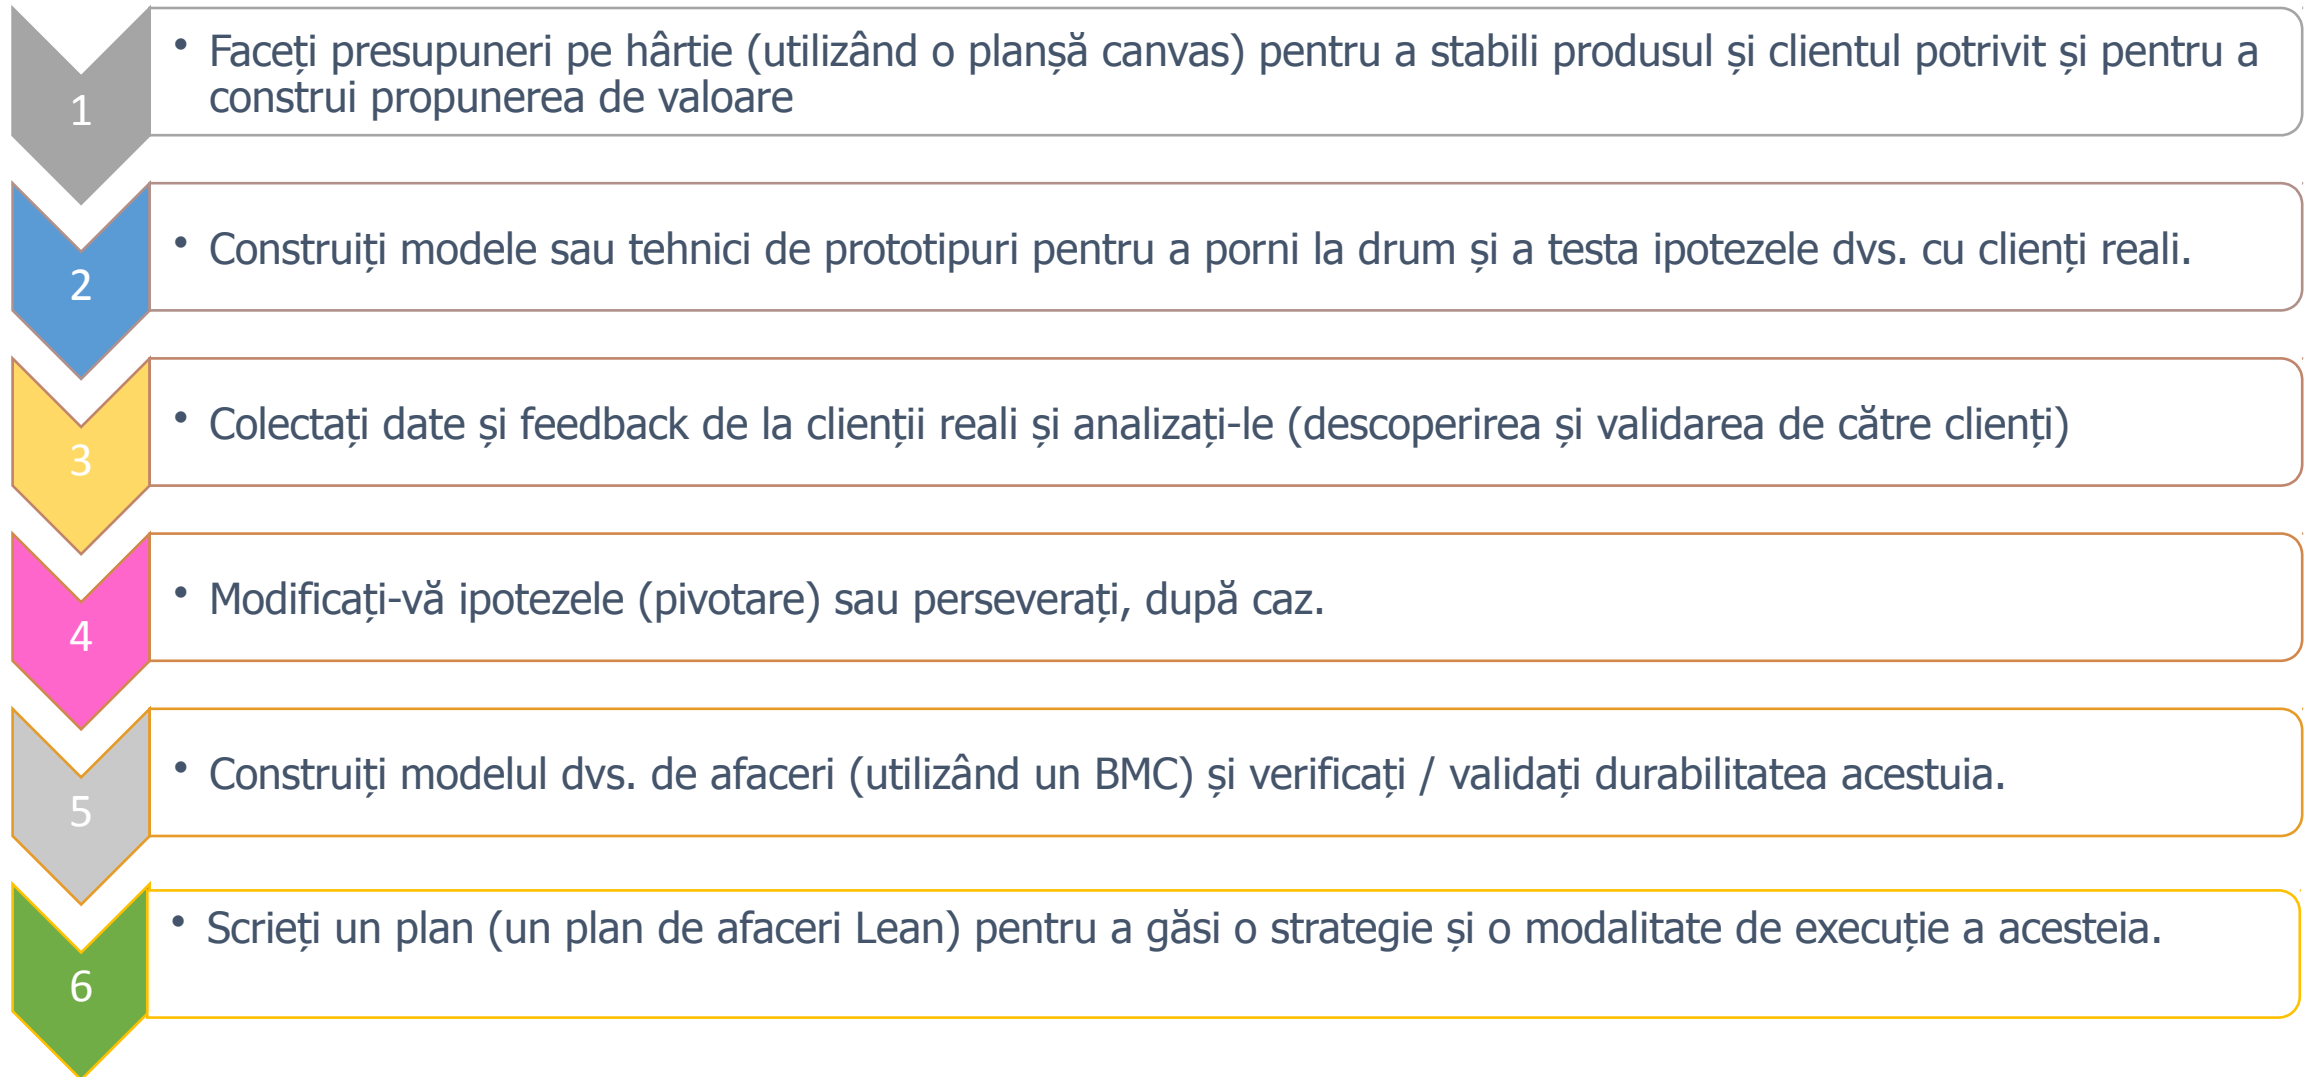 1
• Faceți presupuneri pe hârtie (utilizând o planșă canvas) pentru a stabili produsul și clientul potrivit și pentru a
construi propunerea de valoare
2
• Construiți modele sau tehnici de prototipuri pentru a porni la drum și a testa ipotezele dvs. cu clienți reali.
3
• Colectați date și feedback de la clienții reali și analizați-le (descoperirea și validarea de către clienți)
4
• Modificați-vă ipotezele (pivotare) sau perseverați, după caz.
5
• Construiți modelul dvs. de afaceri (utilizând un BMC) și verificați / validați durabilitatea acestuia.
6
• Scrieți un plan (un plan de afaceri Lean) pentru a găsi o strategie și o modalitate de execuție a acesteia.